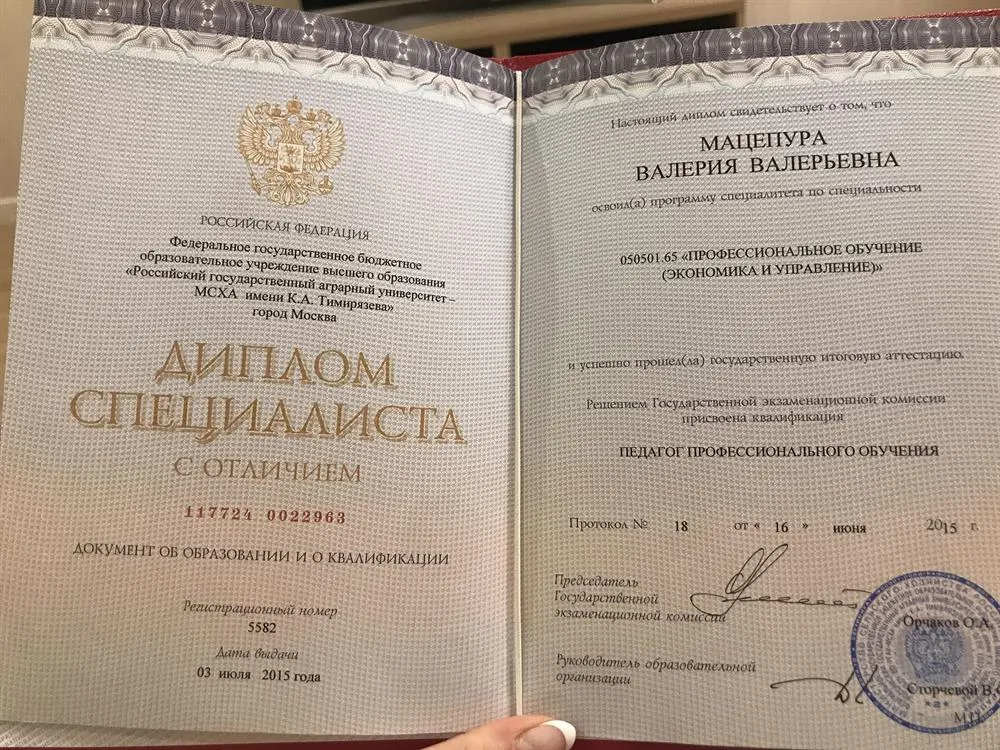 РОССИЙСКАЯ ФЕДЕРАЦИЯ
Федеральное государственное бюджетное
образовательное учреждение высшего образования
«Российский государственный аграрный университет –
МСХА имени К.А. Тимирязева»
город Москва
ДИПЛОМ
СПЕЦИАЛИСТА
С ОТЛИЧИЕМ
117724 0022963
ДОКУМЕНТ ОБ ОБРАЗОВАНИИ И О КВАЛИФИКАЦИИ
Регистрационный номер
5582
Дата выдачи
03 июля 2015 года
Настоящий диплом свидетельствует о том, что
МАЦЕПУРА
ВАЛЕРИЯ ВАЛЕРЬЕВНА
освоил(а) программу специалитета по специальности
050501.65 «ПРОФЕССИОНАЛЬНОЕ ОБУЧЕНИЕ
(ЭКОНОМИКА И УПРАВЛЕНИЕ)»
и успешно прошел(ла) государственную итоговую аттестацию.
Решением Государственной экзаменационной комиссии
присвоена квалификация
ПЕДАГОГ ПРОФЕССИОНАЛЬНОГО ОБУЧЕНИЯ
Протокол № 18 от « 16 » июня 2015 г.
Председатель
Государственной
экзаменационной комиссии
Орчаков О.А.
Руководитель образовательной
организации
Сторчевой В.Ф.
М.П.